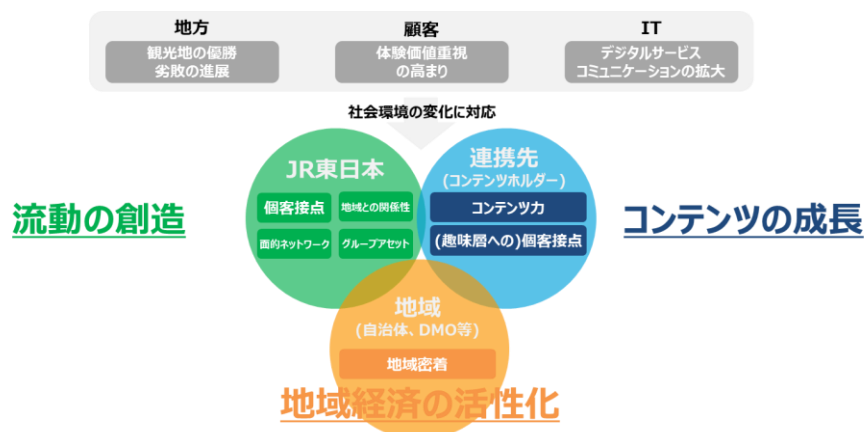 地方
観光地の優勝
劣敗の進展
顧客
体験価値重視
の高まり
IT
デジタルサービス
コミュニケーションの拡大
社会環境の変化に対応
JR東日本
個客接点
地域との関係性
面的ネットワーク
グループアセット
連携先
(コンテンツホルダー)
コンテンツ力
(趣味層への)個客接点
流動の創造
コンテンツの成長
地域
(自治体、DMO等)
地域密着
地域経済の活性化